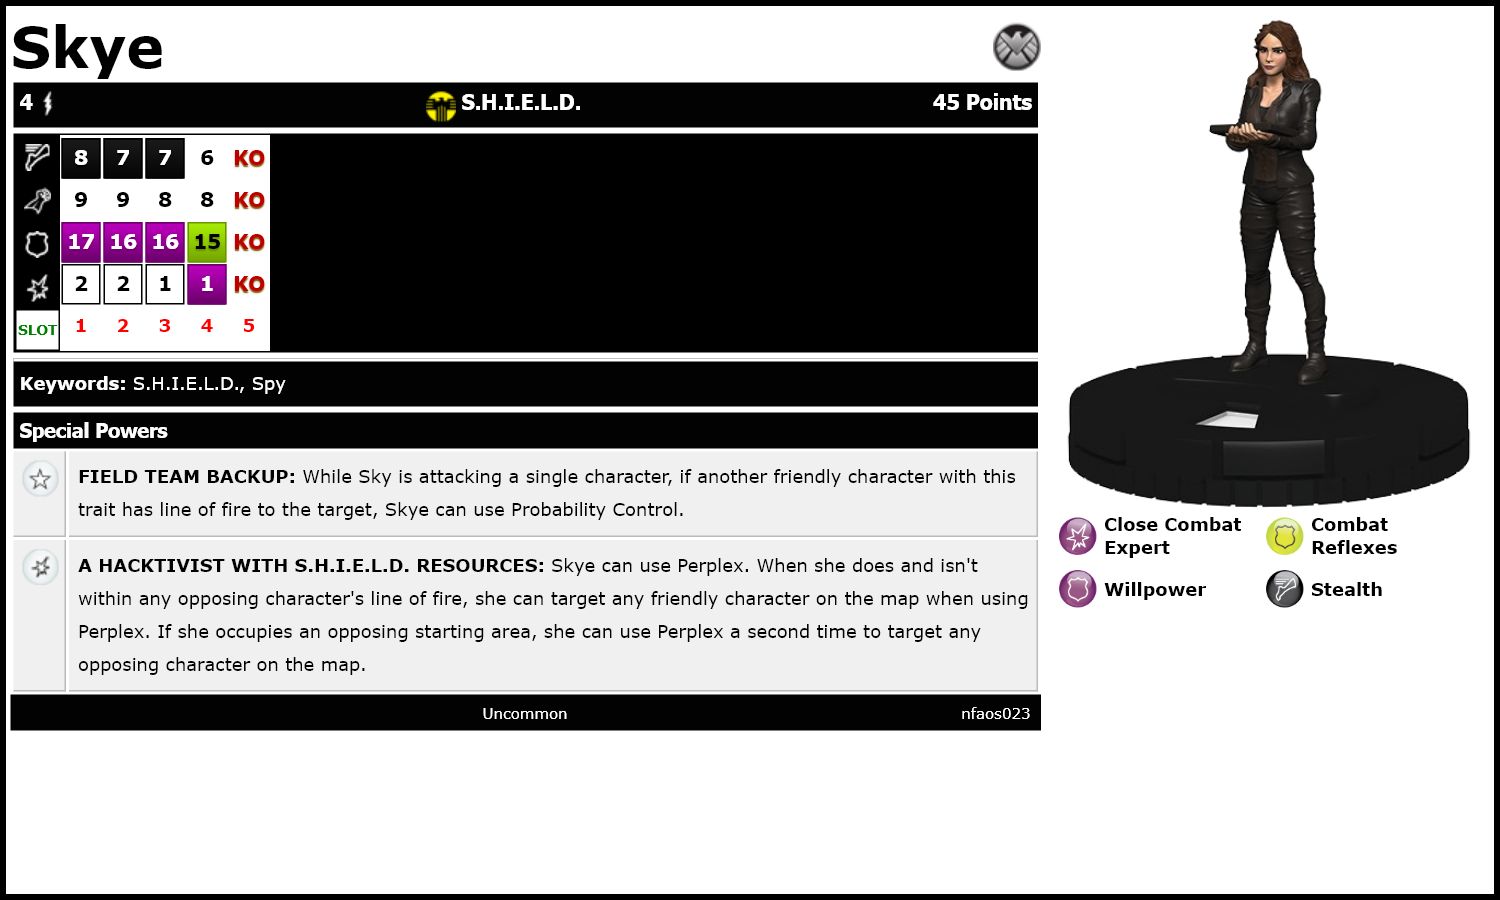 Skye
4 S.H.I.E.L.D. 45 Points
8 7 7 6 KO
9 9 8 8 KO
17 16 16 15 KO
2 2 1 1 KO
SLOT 1 2 3 4 5
Keywords: S.H.I.E.L.D., Spy
Special Powers
FIELD TEAM BACKUP: While Sky is attacking a single character, if another friendly character with this
trait has line of fire to the target, Skye can use Probability Control.
A HACKTIVIST WITH S.H.I.E.L.D. RESOURCES: Skye can use Perplex. When she does and isn't
within any opposing character's line of fire, she can target any friendly character on the map when using
Perplex. If she occupies an opposing starting area, she can use Perplex a second time to target any
opposing character on the map.
Uncommon nfaos023
Close Combat
Expert
Combat
Reflexes
Willpower
Stealth